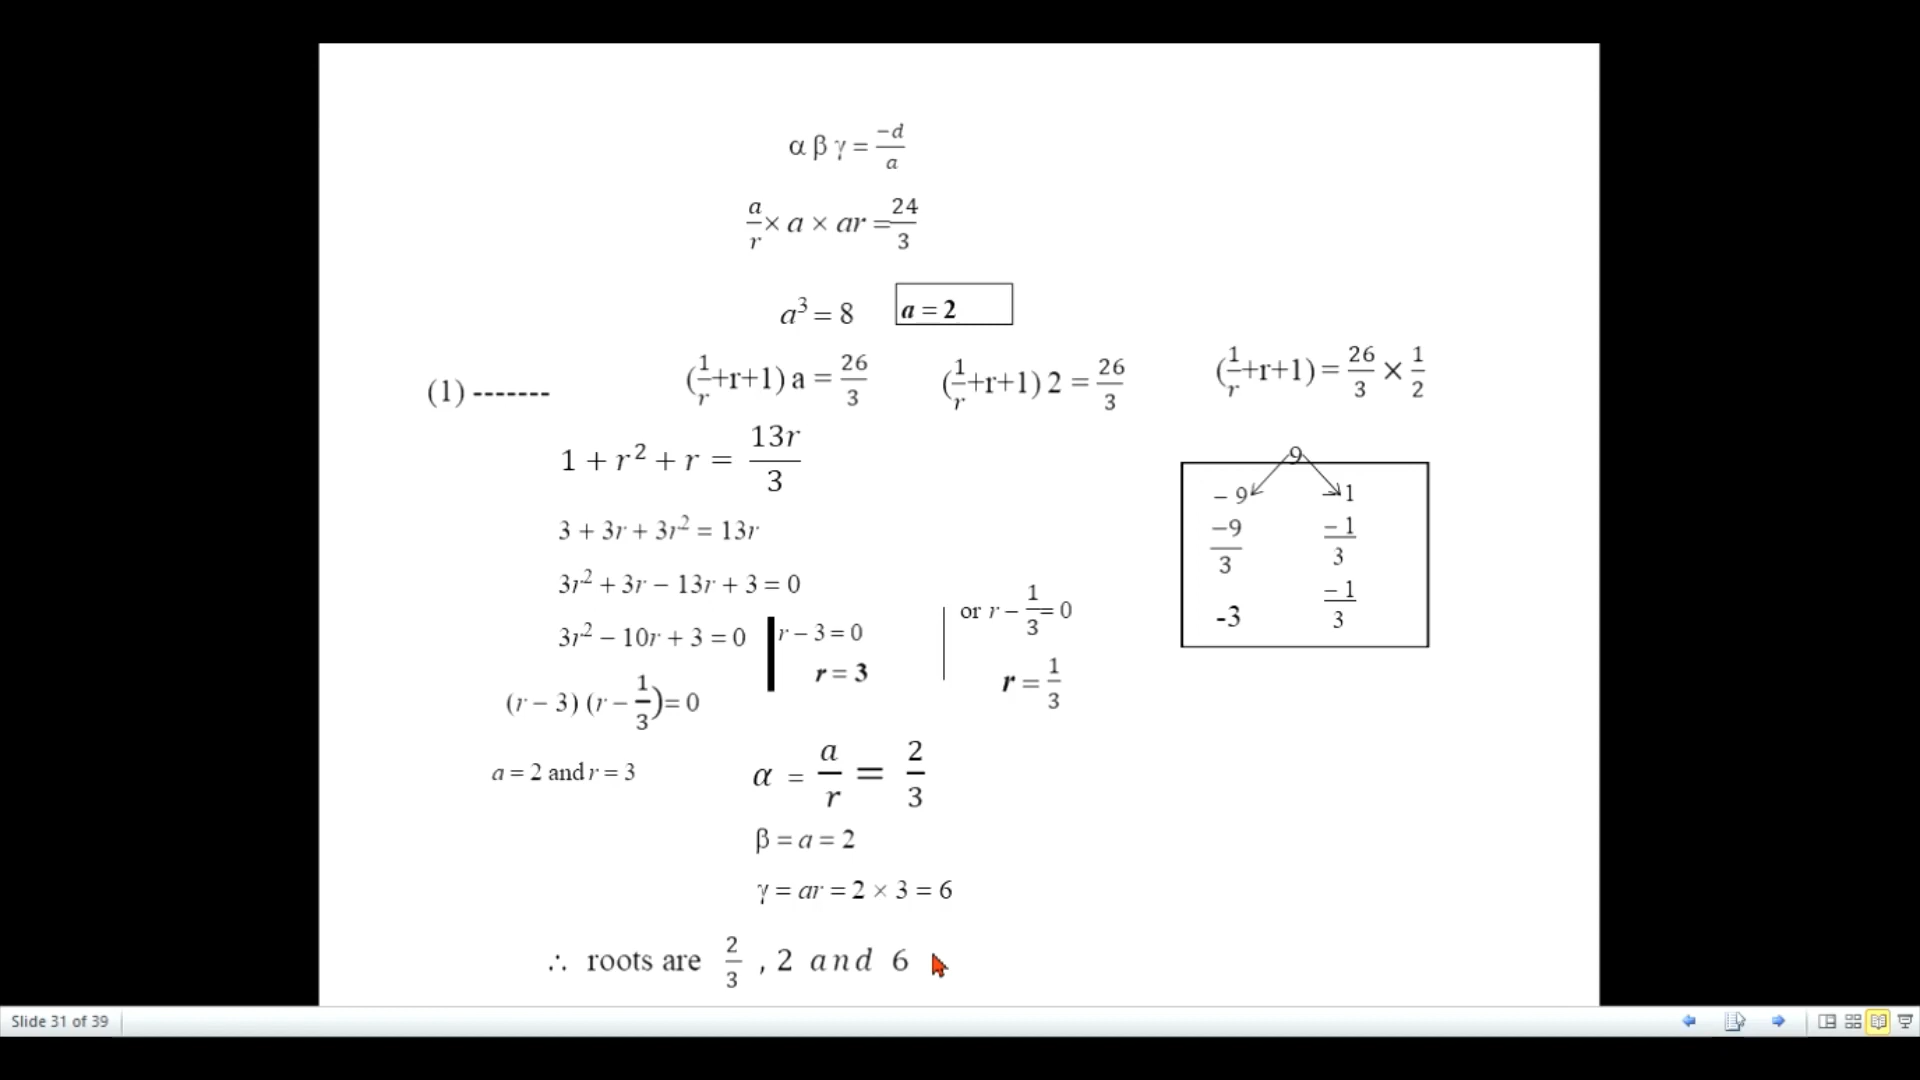 α β γ = −d/a
a/r × a × ar = 24/3
a³ = 8   a = 2
(1) -------   (1/r+r+1) a = 26/3   (1/r+r+1) 2 = 26/3   (1/r+r+1) = 26/3 × 1/2
1 + r² + r = 13r/3
3 + 3r + 3r² = 13r
3r² + 3r − 13r + 3 = 0
3r² − 10r + 3 = 0
(r − 3) (r − 1/3) = 0
r − 3 = 0
r = 3
or r − 1/3 = 0
r = 1/3
9
− 9   −1
−9/3   −1/3
-3   −1/3
a = 2 and r = 3   α = a/r = 2/3
β = a = 2
γ = ar = 2 × 3 = 6
∴ roots are 2/3 , 2 and 6
Slide 31 of 39